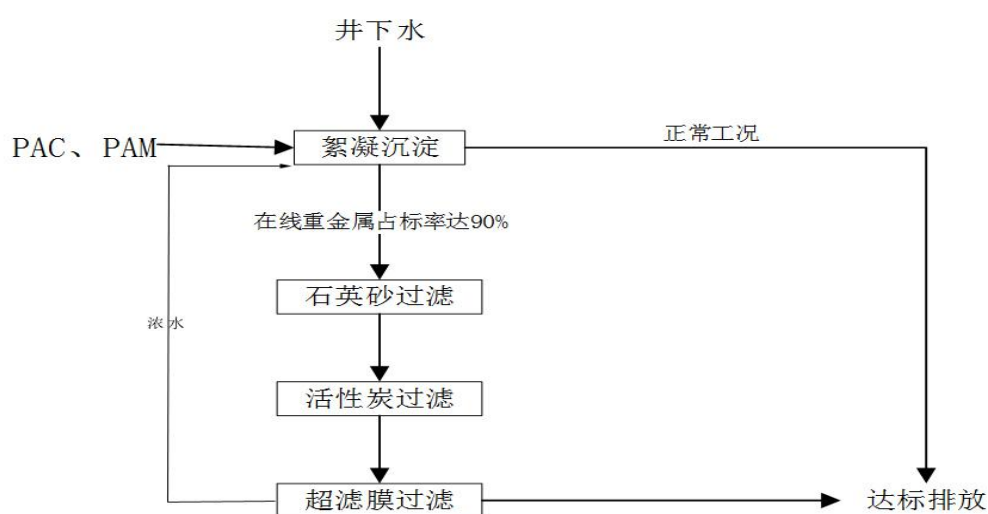 井下水
PAC、PAM
絮凝沉淀
正常工况
在线重金属占标率达90%
石英砂过滤
浓水
活性炭过滤
超滤膜过滤
达标排放